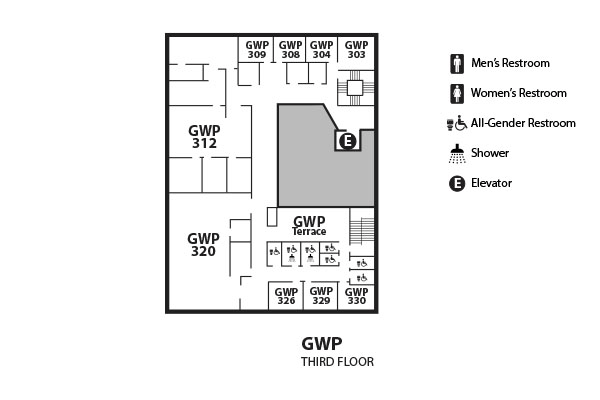 GWP
309
GWP
308
GWP
304
GWP
303
GWP
312
E
GWP
Terrace
GWP
320
GWP
326
GWP
329
GWP
330
GWP
THIRD FLOOR
Men's Restroom
Women's Restroom
All-Gender Restroom
Shower
E Elevator